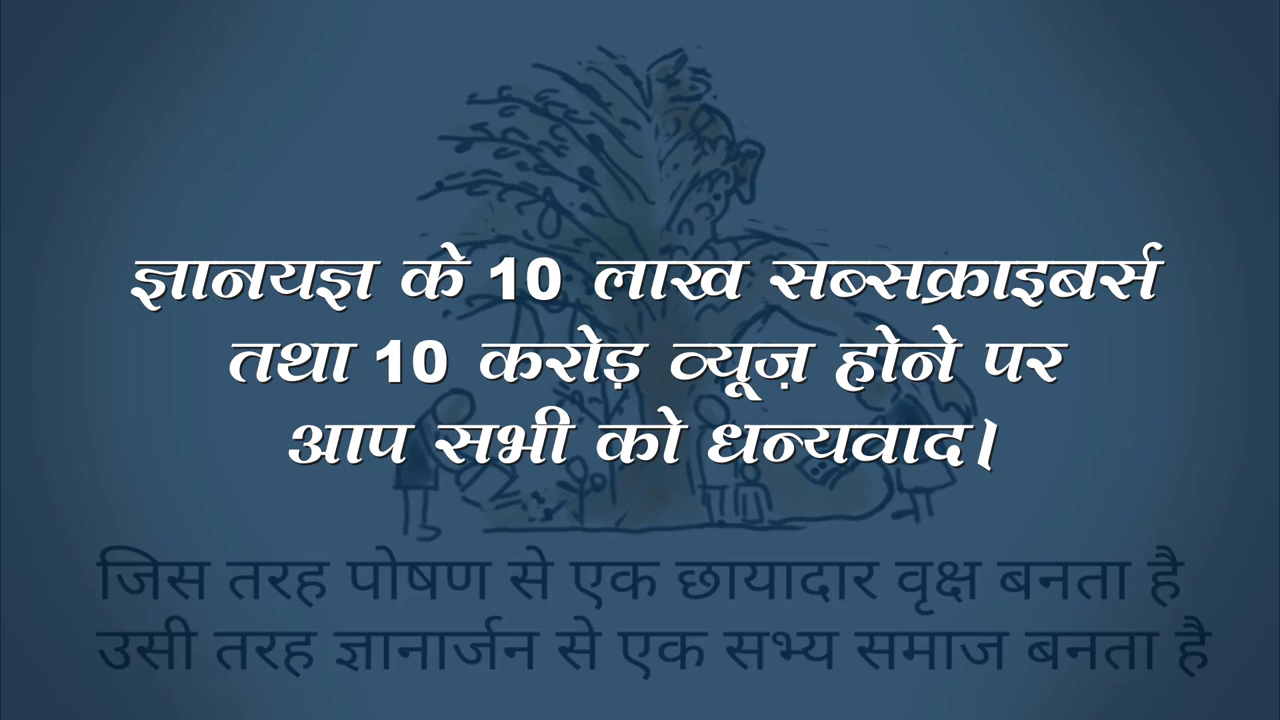 ज्ञानयज्ञ के 10 लाख सब्सक्राइबर्स
तथा 10 करोड़ व्यूज़ होने पर
आप सभी को धन्यवाद।
जिस तरह पोषण से एक छायादार वृक्ष बनता है
उसी तरह ज्ञानार्जन से एक सभ्य समाज बनता है